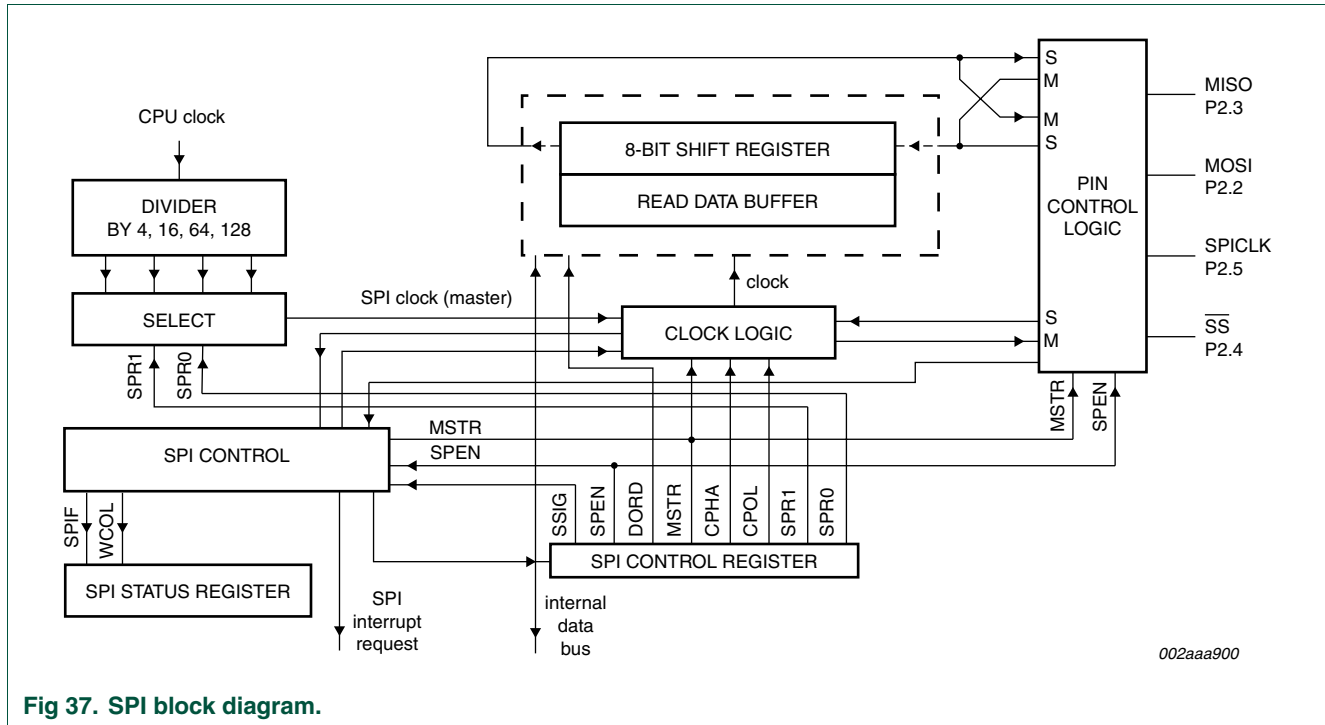 CPU clock
DIVIDER
BY 4, 16, 64, 128
SELECT
SPR1
SPR0
SPI clock (master)
8-BIT SHIFT REGISTER
READ DATA BUFFER
clock
CLOCK LOGIC
S
M
M
S
PIN
CONTROL
LOGIC
S
M
MISO
P2.3
MOSI
P2.2
SPICLK
P2.5
SS
P2.4
MSTR
SPEN
SPI CONTROL
MSTR
SPEN
SPIF
WCOL
SPI STATUS REGISTER
SPI
interrupt
request
SSIG
SPEN
DORD
MSTR
CPHA
CPOL
SPR1
SPR0
SPI CONTROL REGISTER
internal
data
bus
002aaa900
Fig 37. SPI block diagram.